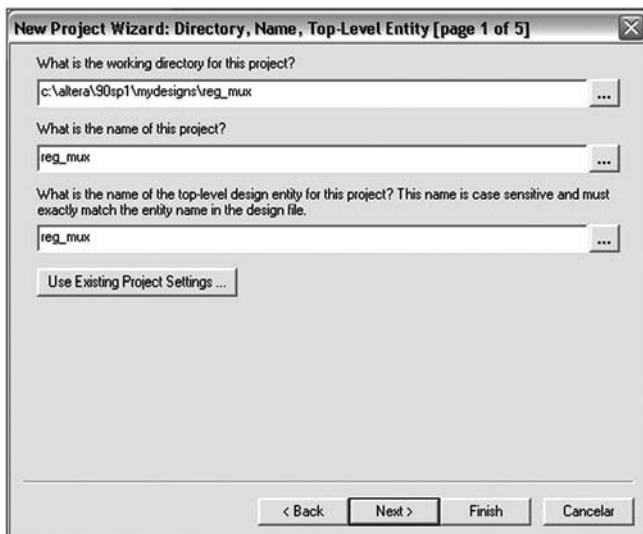 New Project Wizard: Directory, Name, Top-Level Entity [page 1 of 5]
What is the working directory for this project?
c:\altera\90sp1\mydesigns\reg_mux
...
What is the name of this project?
reg_mux
...
What is the name of the top-level design entity for this project? This name is case sensitive and must
exactly match the entity name in the design file.
reg_mux
...
Use Existing Project Settings ...
< Back
Next >
Finish
Cancelar